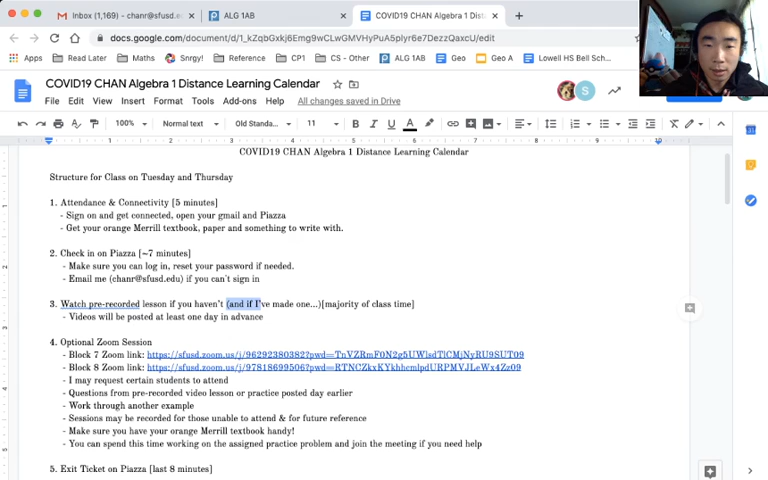 Inbox (1,169) - chanr@sfusd.e
ALG 1AB
COVID19 CHAN Algebra 1 Distan
docs.google.com/document/d/1_kZqbGxkj6Emg9wCLwGMVHyPuA5plyr6e7DezzQaxcU/edit
Apps
Read Later
Maths
Snrgy!
Reference
CP1
CS - Other
ALG 1AB
Geo
Geo A
Lowell HS Bell Sch...
COVID19 CHAN Algebra 1 Distance Learning Calendar
File Edit View Insert Format Tools Add-ons Help All changes saved in Drive
S
100% Normal text Old Standa... 11 B I U A
1 2 3 4 5 6 7 8 9 10
COVID19 CHAN Algebra 1 Distance Learning Calendar
Structure for Class on Tuesday and Thursday
1. Attendance & Connectivity [5 minutes]
- Sign on and get connected, open your gmail and Piazza
- Get your orange Merrill textbook, paper and something to write with.
2. Check in on Piazza [~7 minutes]
- Make sure you can log in, reset your password if needed.
- Email me (chanr@sfusd.edu) if you can't sign in
3. Watch pre-recorded lesson if you haven't (and if I've made one...)[majority of class time]
- Videos will be posted at least one day in advance
4. Optional Zoom Session
- Block 7 Zoom link: https://sfusd.zoom.us/j/96292380382?pwd=TnVZRmF0N2g5UWlsdTlCMjNyRU9SUT09
- Block 8 Zoom link: https://sfusd.zoom.us/j/97818699506?pwd=RTNCZkxKYkhhcmlpdURPMVJLeWx4Zz09
- I may request certain students to attend
- Questions from pre-recorded video lesson or practice posted day earlier
- Work through another example
- Sessions may be recorded for those unable to attend & for future reference
- Make sure you have your orange Merrill textbook handy!
- You can spend this time working on the assigned practice problem and join the meeting if you need help
5. Exit Ticket on Piazza [last 8 minutes]